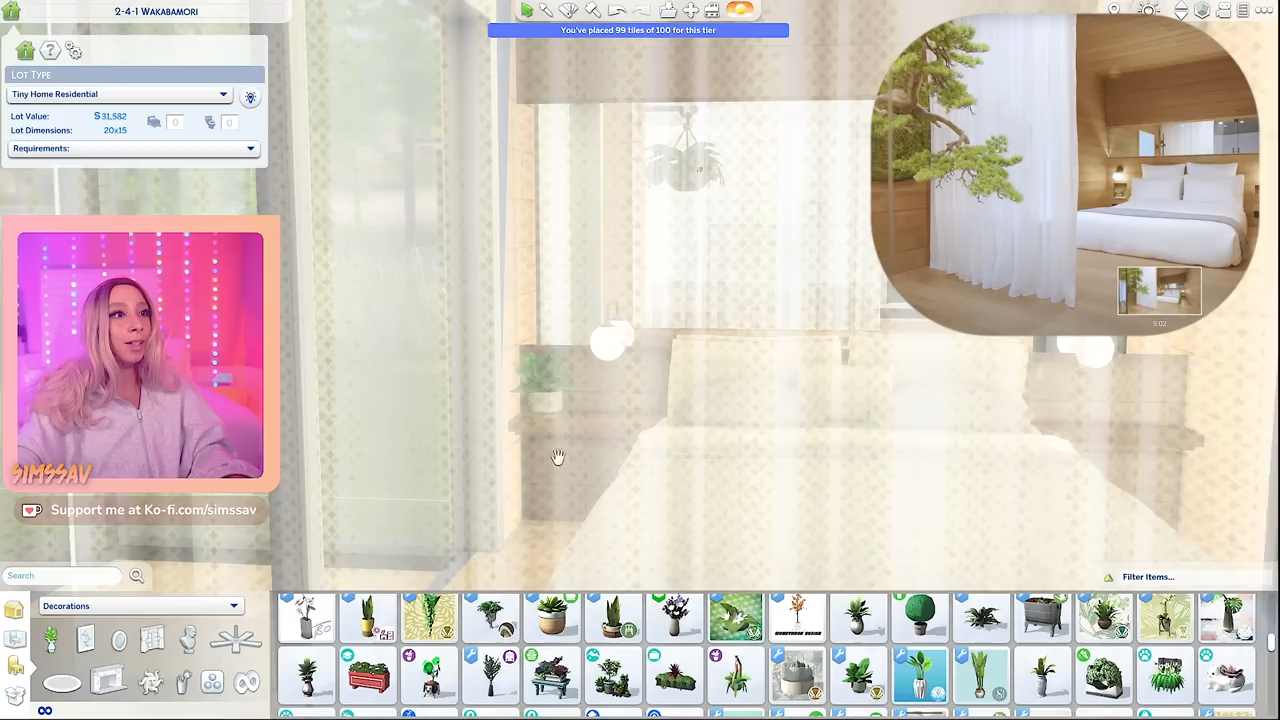 2-4-1 WAKABAMORI
You've placed 99 tiles of 100 for this tier
LOT TYPE
Tiny Home Residential
Lot Value:
$ 31,582
0
0
Lot Dimensions:
20x15
Requirements:
5:02
SIMSSAV
Support me at Ko-fi.com/simssav
Search
Filter Items...
Decorations